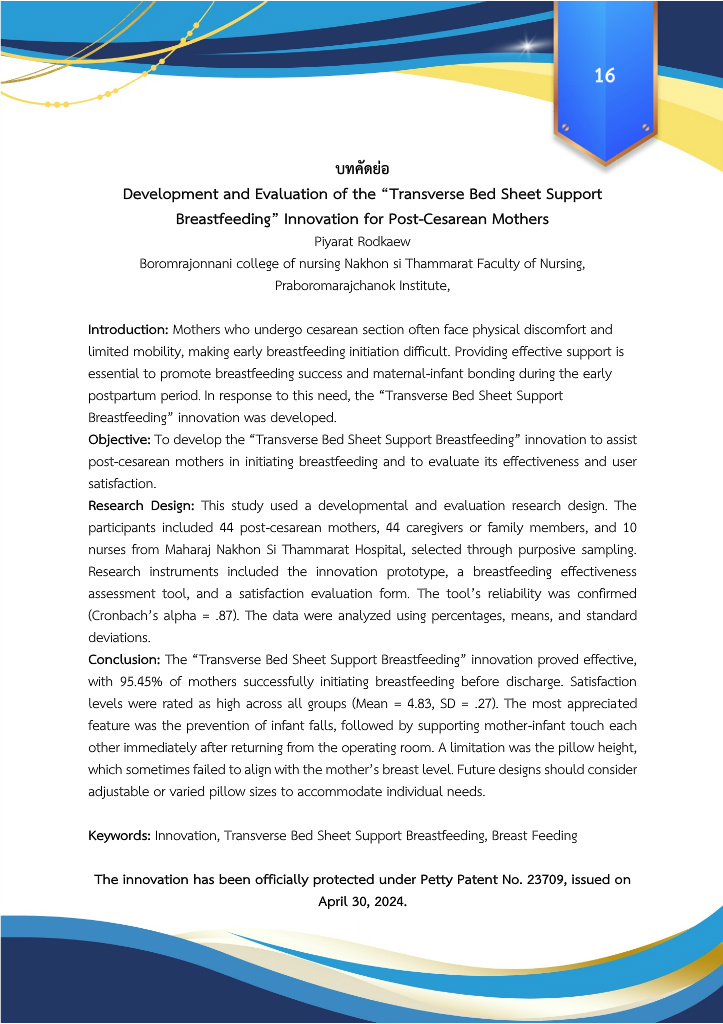 16
บทคัดย่อ
Development and Evaluation of the “Transverse Bed Sheet Support
Breastfeeding” Innovation for Post-Cesarean Mothers
Piyarat Rodkaew
Boromrajonnani college of nursing Nakhon si Thammarat Faculty of Nursing,
Praboromarajchanok Institute,
Introduction: Mothers who undergo cesarean section often face physical discomfort and
limited mobility, making early breastfeeding initiation difficult. Providing effective support is
essential to promote breastfeeding success and maternal-infant bonding during the early
postpartum period. In response to this need, the “Transverse Bed Sheet Support
Breastfeeding” innovation was developed.
Objective: To develop the “Transverse Bed Sheet Support Breastfeeding” innovation to assist
post-cesarean mothers in initiating breastfeeding and to evaluate its effectiveness and user
satisfaction.
Research Design: This study used a developmental and evaluation research design. The
participants included 44 post-cesarean mothers, 44 caregivers or family members, and 10
nurses from Maharaj Nakhon Si Thammarat Hospital, selected through purposive sampling.
Research instruments included the innovation prototype, a breastfeeding effectiveness
assessment tool, and a satisfaction evaluation form. The tool’s reliability was confirmed
(Cronbach’s alpha = .87). The data were analyzed using percentages, means, and standard
deviations.
Conclusion: The “Transverse Bed Sheet Support Breastfeeding” innovation proved effective,
with 95.45% of mothers successfully initiating breastfeeding before discharge. Satisfaction
levels were rated as high across all groups (Mean = 4.83, SD = .27). The most appreciated
feature was the prevention of infant falls, followed by supporting mother-infant touch each
other immediately after returning from the operating room. A limitation was the pillow height,
which sometimes failed to align with the mother’s breast level. Future designs should consider
adjustable or varied pillow sizes to accommodate individual needs.
Keywords: Innovation, Transverse Bed Sheet Support Breastfeeding, Breast Feeding
The innovation has been officially protected under Petty Patent No. 23709, issued on
April 30, 2024.